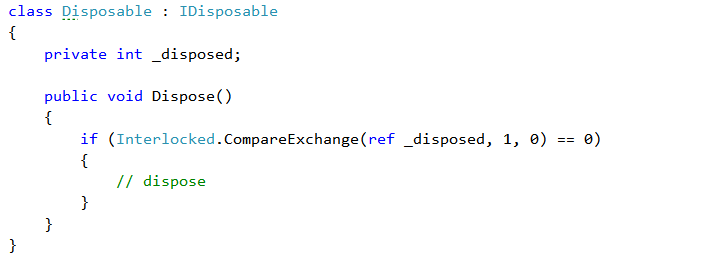 class Disposable : IDisposable
{
    private int _disposed;

    public void Dispose()
    {
        if (Interlocked.CompareExchange(ref _disposed, 1, 0) == 0)
        {
            // dispose
        }
    }
}